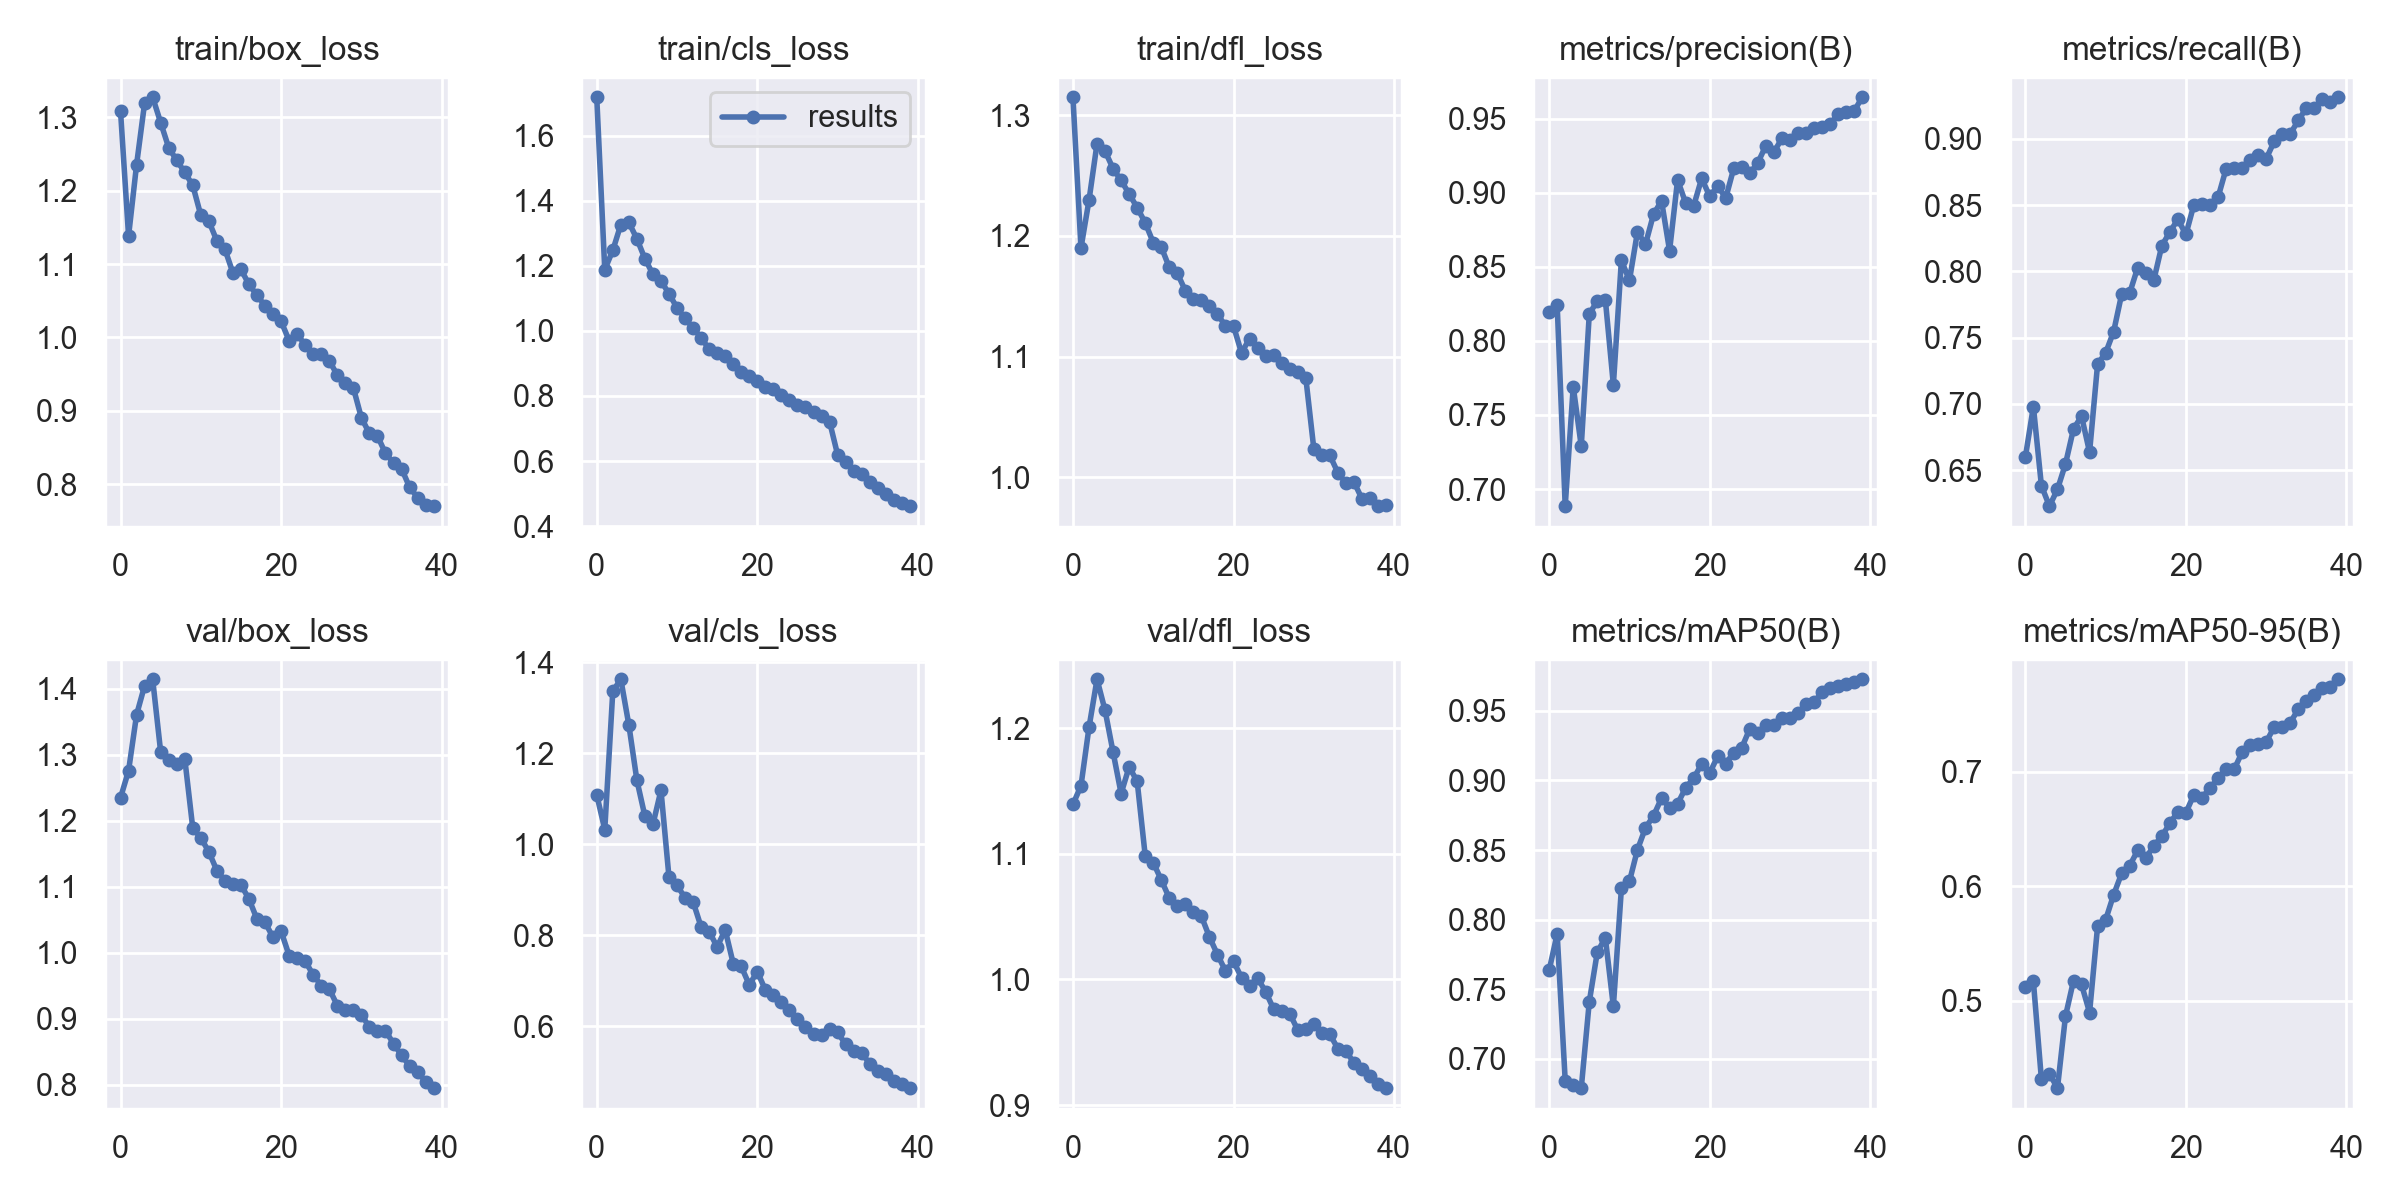 train/box_loss
1.3
1.2
1.1
1.0
0.9
0.8
0 20 40
train/cls_loss
results
1.6
1.4
1.2
1.0
0.8
0.6
0.4
0 20 40
train/dfl_loss
1.3
1.2
1.1
1.0
0 20 40
metrics/precision(B)
0.95
0.90
0.85
0.80
0.75
0.70
0 20 40
metrics/recall(B)
0.90
0.85
0.80
0.75
0.70
0.65
0 20 40
val/box_loss
1.4
1.3
1.2
1.1
1.0
0.9
0.8
0 20 40
val/cls_loss
1.4
1.2
1.0
0.8
0.6
0 20 40
val/dfl_loss
1.2
1.1
1.0
0.9
0 20 40
metrics/mAP50(B)
0.95
0.90
0.85
0.80
0.75
0.70
0 20 40
metrics/mAP50-95(B)
0.7
0.6
0.5
0 20 40